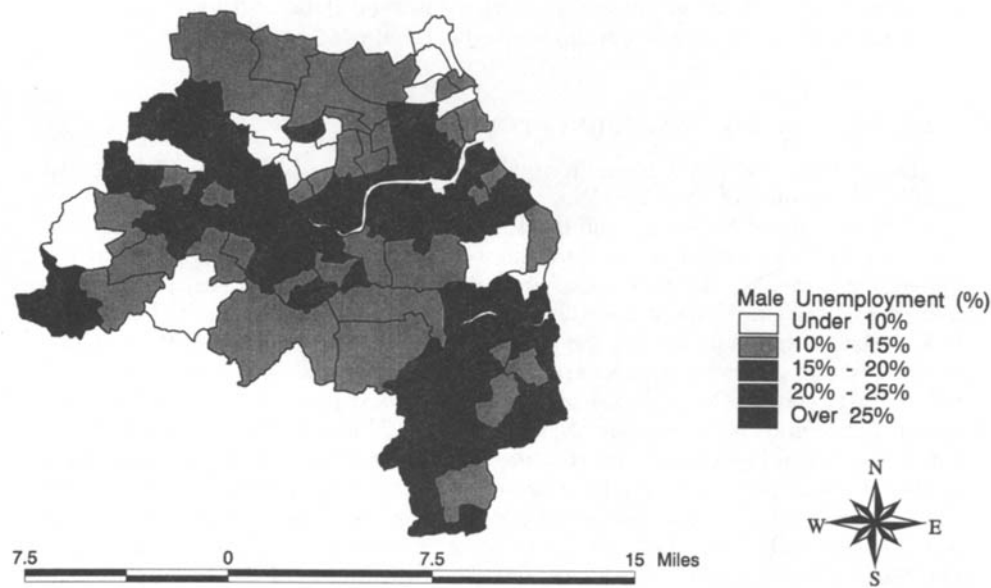 Male Unemployment (%)
Under 10%
10% - 15%
15% - 20%
20% - 25%
Over 25%
N
W E
S
7.5 0 7.5 15 Miles